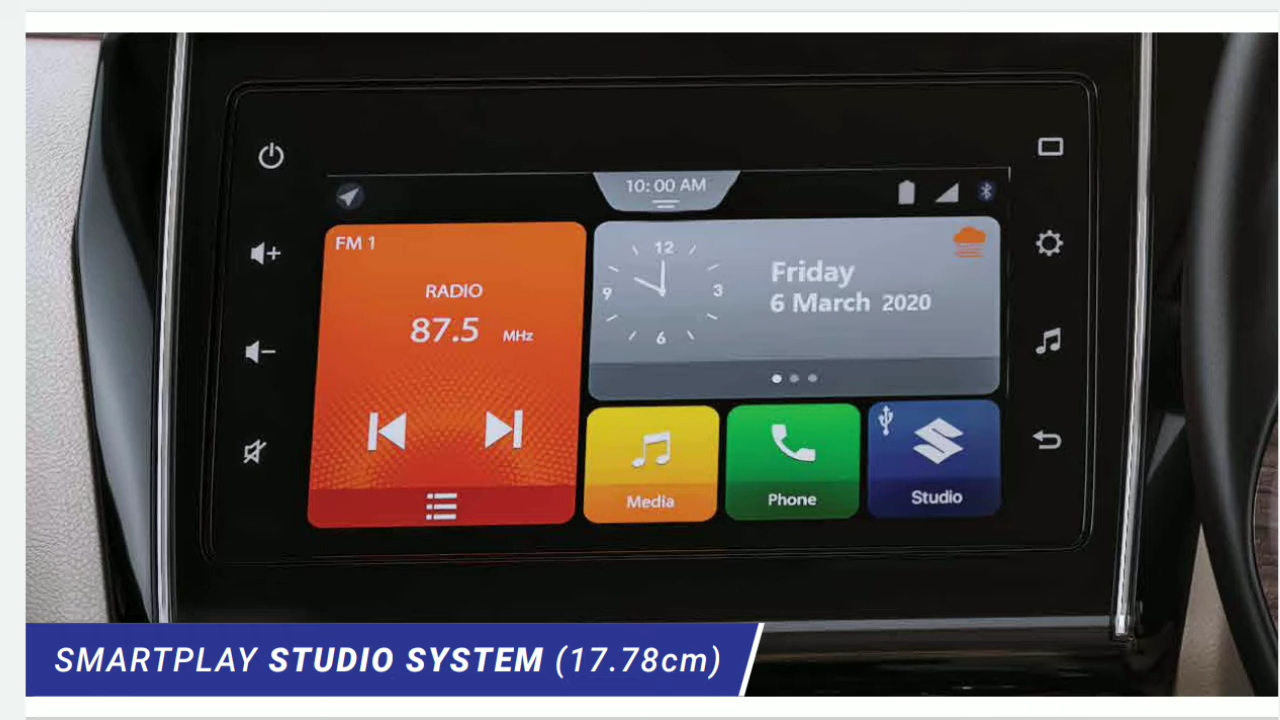 10:00 AM
FM 1
RADIO
87.5 MHz
12
9
3
6
Friday
6 March 2020
Media
Phone
Studio
SMARTPLAY STUDIO SYSTEM (17.78cm)